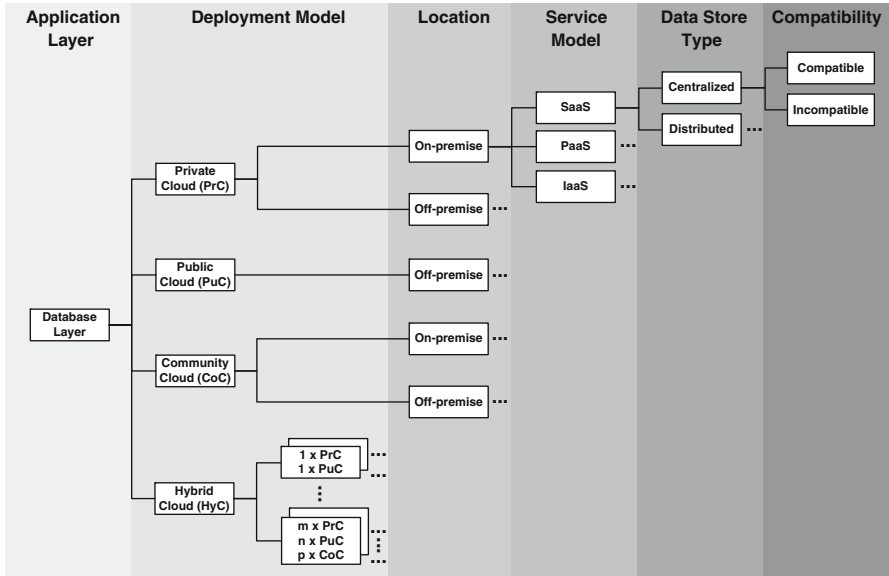 Application
Layer
Deployment Model
Location
Service
Model
Data Store
Type
Compatibility
Database
Layer
Private
Cloud (PrC)
Public
Cloud (PuC)
Community
Cloud (CoC)
Hybrid
Cloud (HyC)
1 x PrC
1 x PuC
...
...
⋮
m x PrC
n x PuC
p x CoC
...
⋮
...
On-premise
Off-premise ...
Off-premise ...
On-premise ...
Off-premise ...
SaaS
PaaS ...
IaaS ...
Centralized
Distributed ...
Compatible
Incompatible